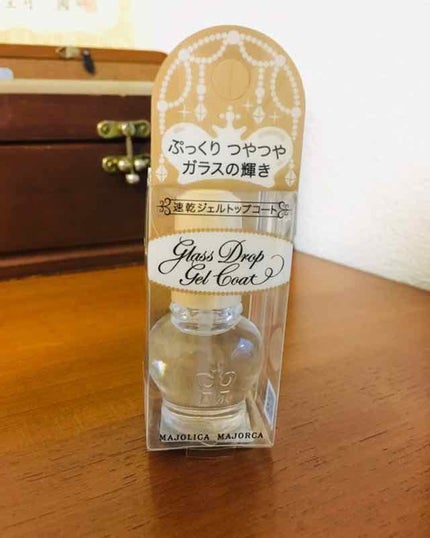 ぷっくり つやつや
ガラスの輝き
速乾ジェルトップコート
Glass Drop
Gel Coat
MAJOLICA MAJORCA